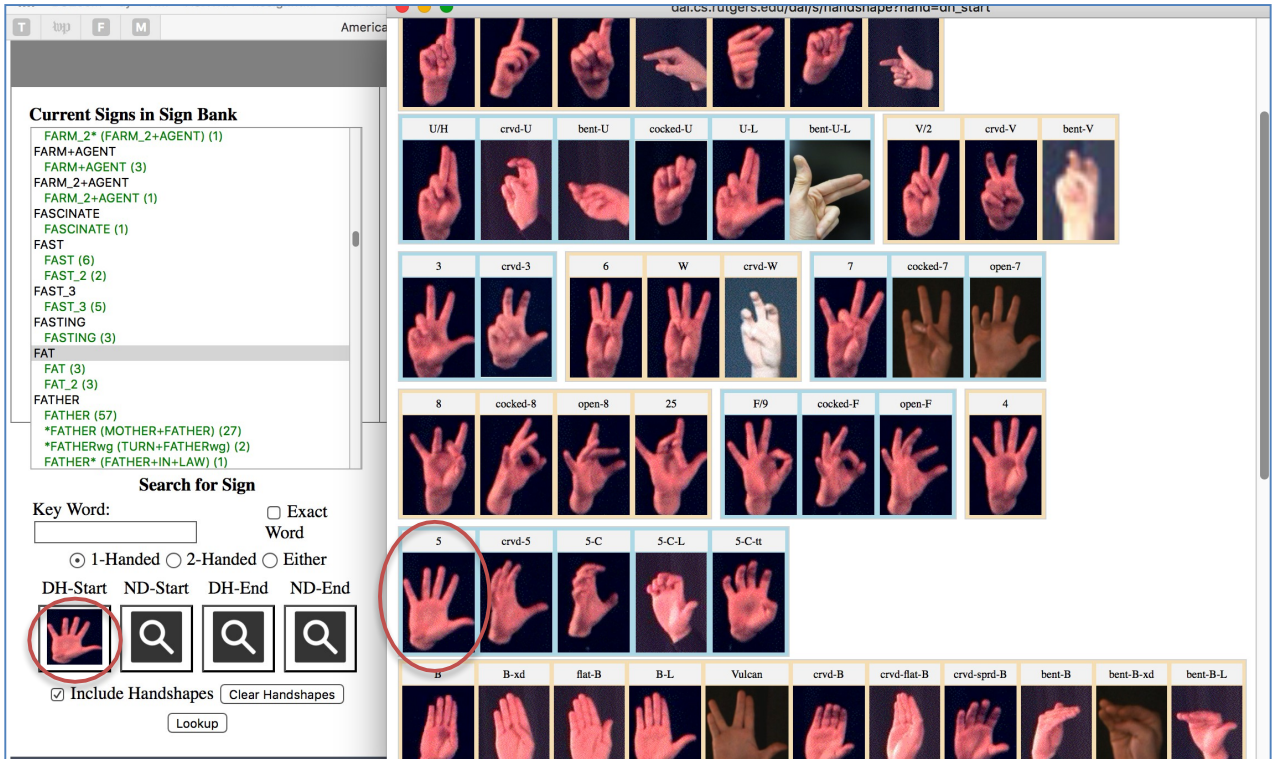 dai.cs.rutgers.edu/dai/s/handshape?hand=dh_start
T wp F M
America
Current Signs in Sign Bank
FARM_2* (FARM_2+AGENT) (1)
FARM+AGENT
FARM+AGENT (3)
FARM_2+AGENT
FARM_2+AGENT (1)
FASCINATE
FASCINATE (1)
FAST
FAST (6)
FAST_2 (2)
FAST_3
FAST_3 (5)
FASTING
FASTING (3)
FAT
FAT (3)
FAT_2 (3)
FATHER
FATHER (57)
*FATHER (MOTHER+FATHER) (27)
*FATHERwg (TURN+FATHERwg) (2)
FATHER* (FATHER+IN+LAW) (1)
Search for Sign
Key Word:
Exact
Word
1-Handed 2-Handed Either
DH-Start ND-Start DH-End ND-End
Include Handshapes Clear Handshapes
Lookup
U/H crvd-U bent-U cocked-U U-L bent-U-L V/2 crvd-V bent-V
3 crvd-3 6 W crvd-W 7 cocked-7 open-7
8 cocked-8 open-8 25 F/9 cocked-F open-F 4
5 crvd-5 5-C 5-C-L 5-C-tt
B B-xd flat-B B-L Vulcan crvd-B crvd-flat-B crvd-sprd-B bent-B bent-B-xd bent-B-L